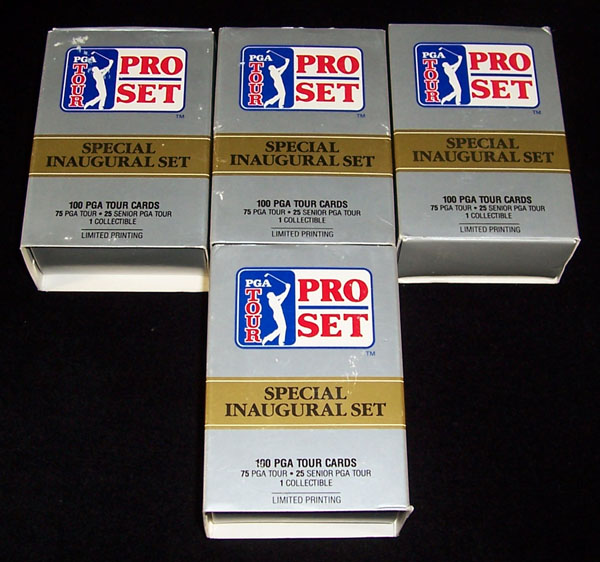 PGA TOUR PRO SET
TM
SPECIAL
INAUGURAL SET
100 PGA TOUR CARDS
75 PGA TOUR • 25 SENIOR PGA TOUR
1 COLLECTIBLE
LIMITED PRINTING
PGA TOUR PRO SET
TM
SPECIAL
INAUGURAL SET
100 PGA TOUR CARDS
75 PGA TOUR • 25 SENIOR PGA TOUR
1 COLLECTIBLE
LIMITED PRINTING
PGA TOUR PRO SET
TM
SPECIAL
INAUGURAL SET
100 PGA TOUR CARDS
75 PGA TOUR • 25 SENIOR PGA TOUR
1 COLLECTIBLE
LIMITED PRINTING
PGA TOUR PRO SET
TM
SPECIAL
INAUGURAL SET
100 PGA TOUR CARDS
75 PGA TOUR • 25 SENIOR PGA TOUR
1 COLLECTIBLE
LIMITED PRINTING